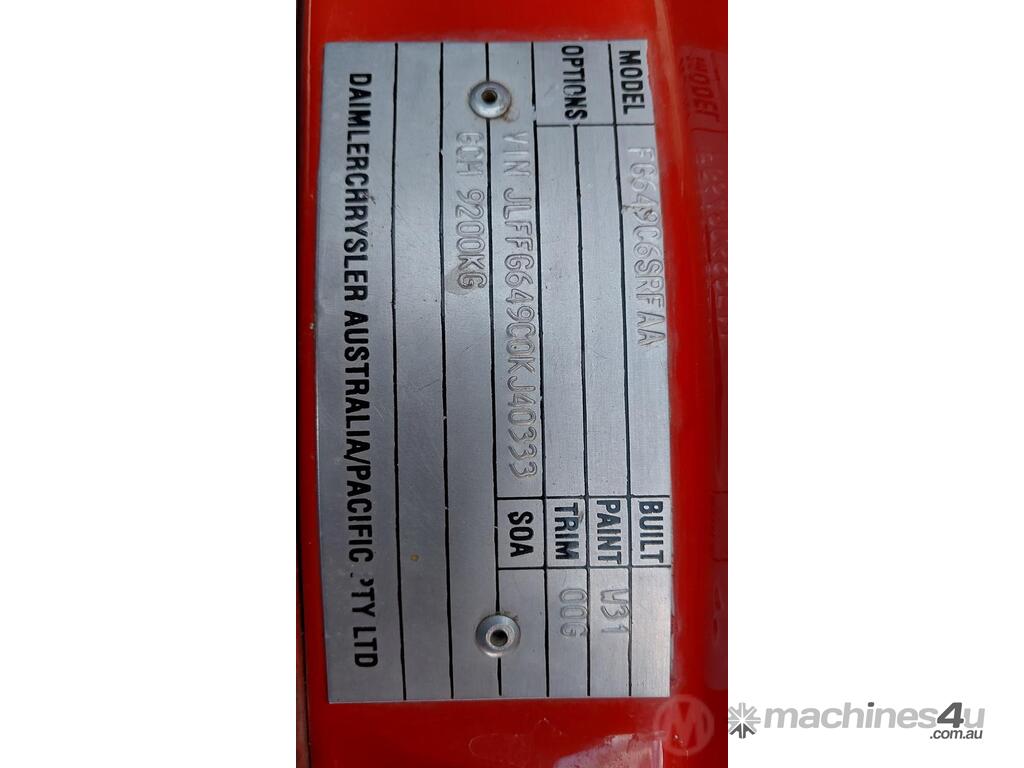 MODEL FG649C6SRFAA BUILT
OPTIONS PAINT W31
TRIM 00G
VIN JLFFG649C0KJ40333 SOA
GCM 9200KG
DAIMLERCHRYSLER AUSTRALIA/PACIFIC PTY LTD
machines4u
.com.au